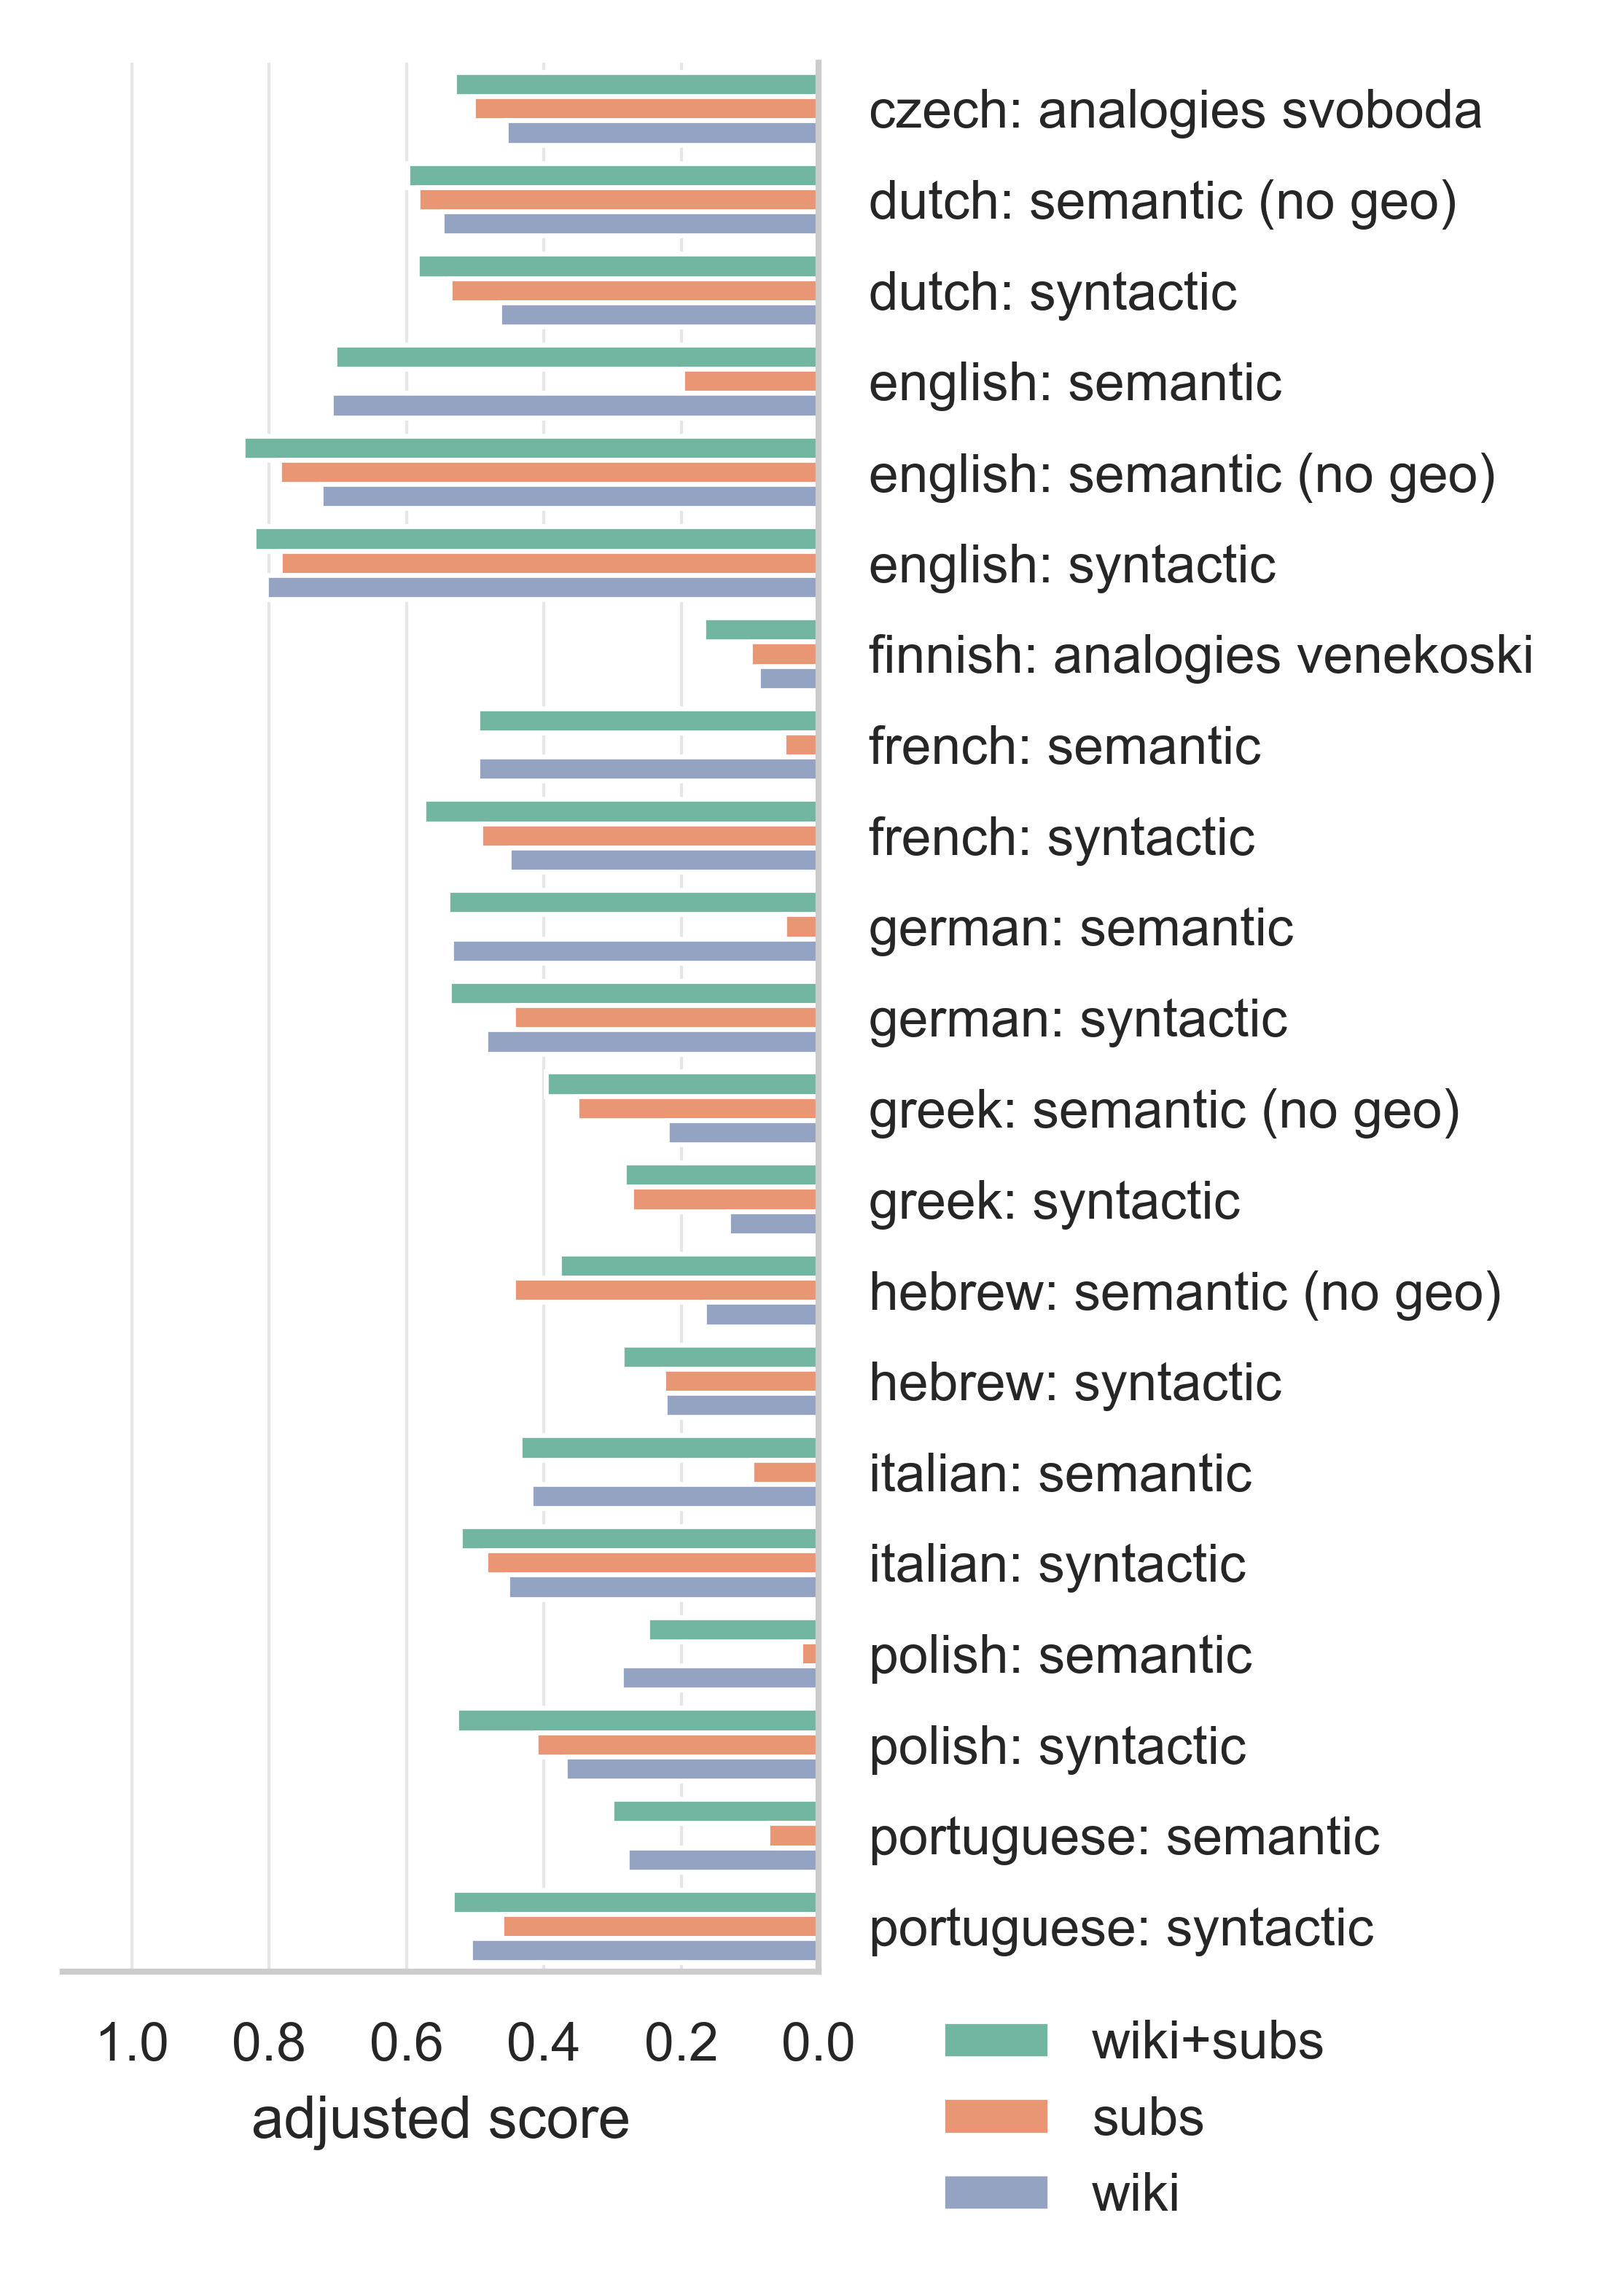 czech: analogies svoboda
dutch: semantic (no geo)
dutch: syntactic
english: semantic
english: semantic (no geo)
english: syntactic
finnish: analogies venekoski
french: semantic
french: syntactic
german: semantic
german: syntactic
greek: semantic (no geo)
greek: syntactic
hebrew: semantic (no geo)
hebrew: syntactic
italian: semantic
italian: syntactic
polish: semantic
polish: syntactic
portuguese: semantic
portuguese: syntactic
1.0 0.8 0.6 0.4 0.2 0.0
adjusted score
wiki+subs
subs
wiki